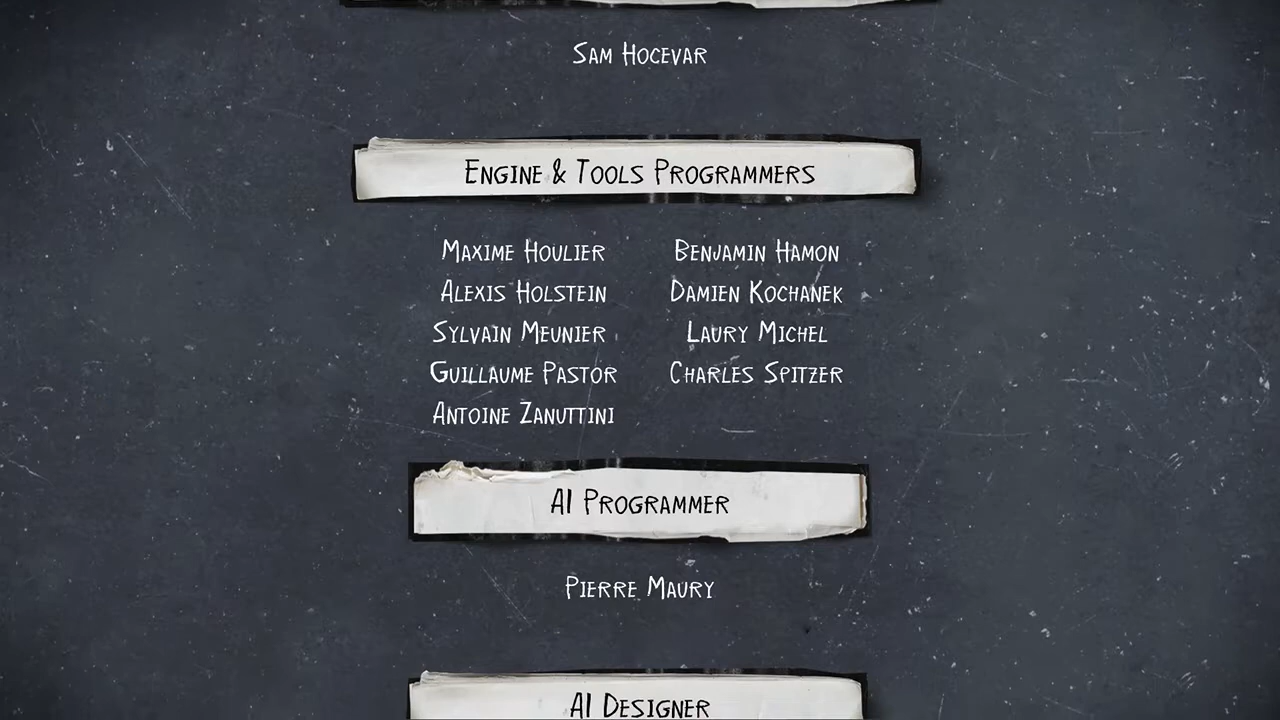 Sam Hocevar
Engine & Tools Programmers
Maxime Houlier Benjamin Hamon
Alexis Holstein Damien Kochanek
Sylvain Meunier Laury Michel
Guillaume Pastor Charles Spitzer
Antoine Zanuttini
AI Programmer
Pierre Maury
AI Designer